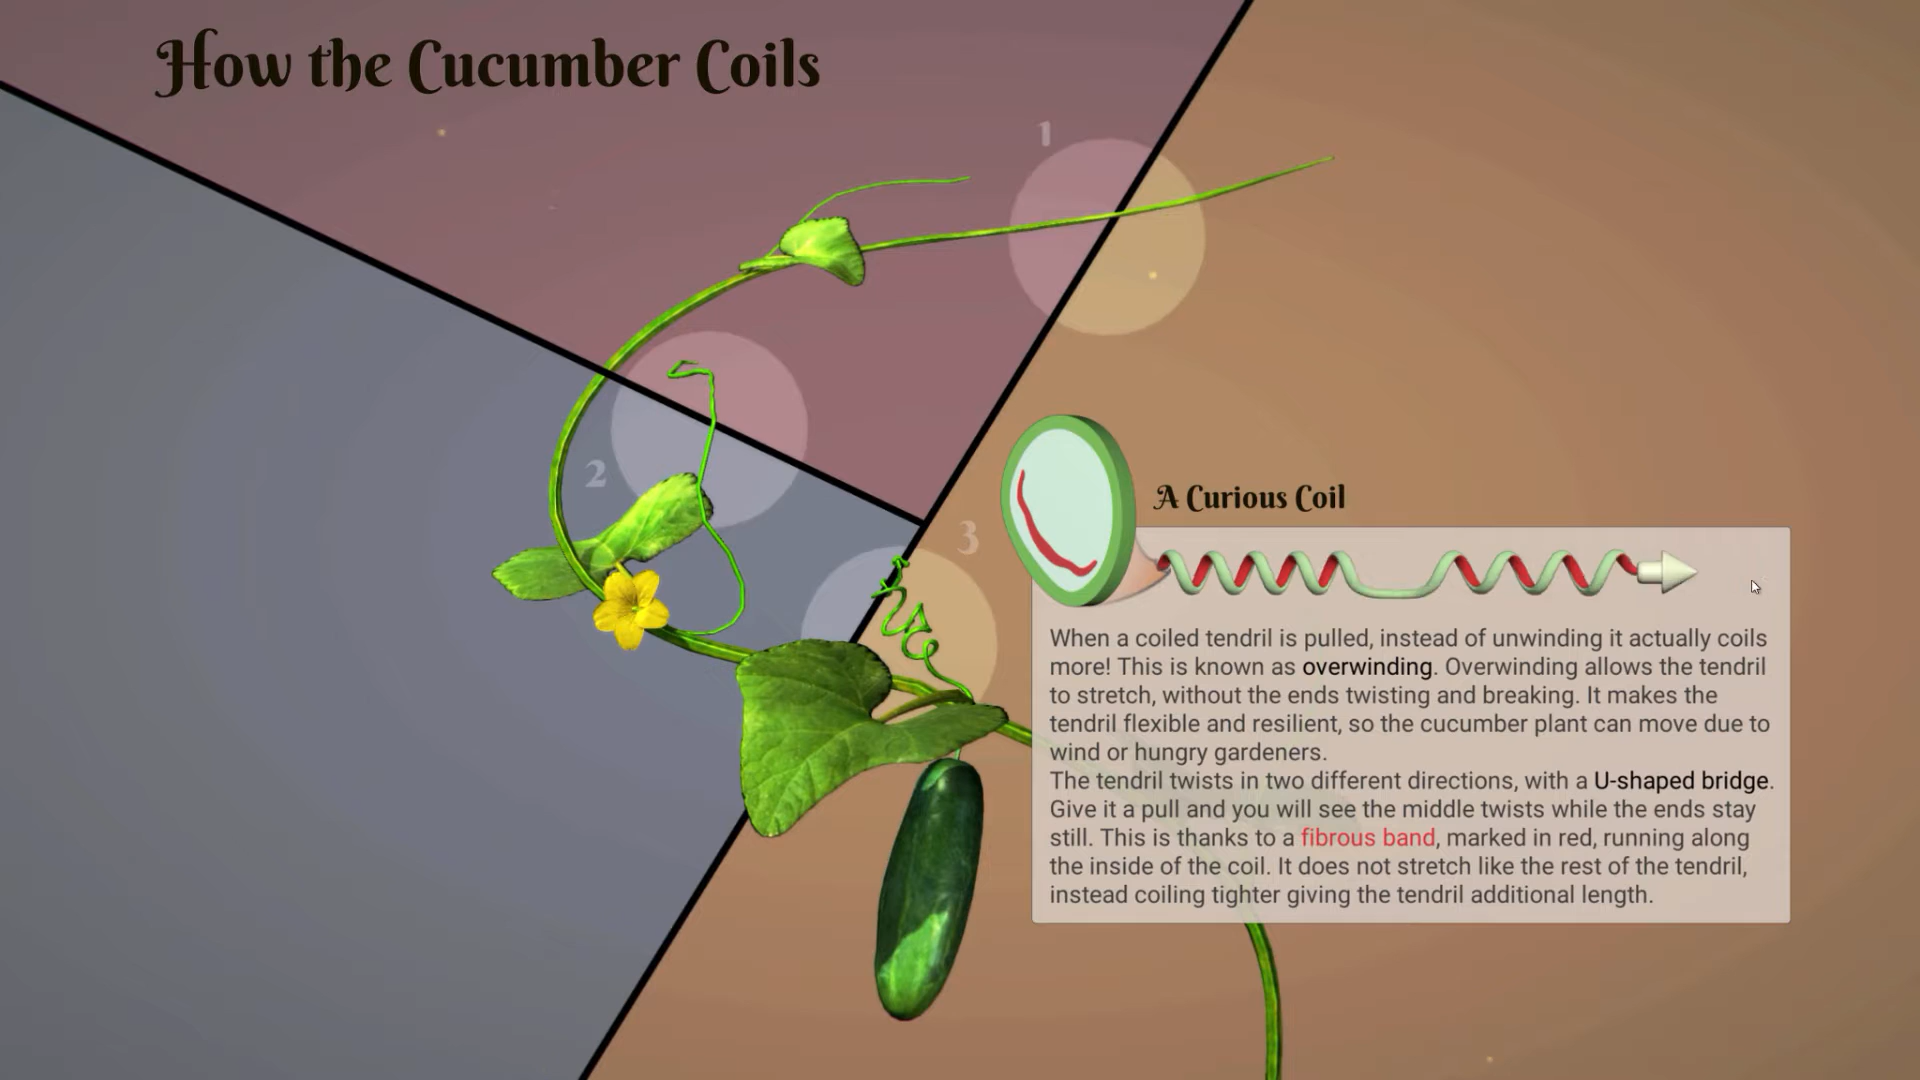 How the Cucumber Coils
1
2
3
A Curious Coil
When a coiled tendril is pulled, instead of unwinding it actually coils
more! This is known as overwinding. Overwinding allows the tendril
to stretch, without the ends twisting and breaking. It makes the
tendril flexible and resilient, so the cucumber plant can move due to
wind or hungry gardeners.
The tendril twists in two different directions, with a U-shaped bridge.
Give it a pull and you will see the middle twists while the ends stay
still. This is thanks to a fibrous band, marked in red, running along
the inside of the coil. It does not stretch like the rest of the tendril,
instead coiling tighter giving the tendril additional length.